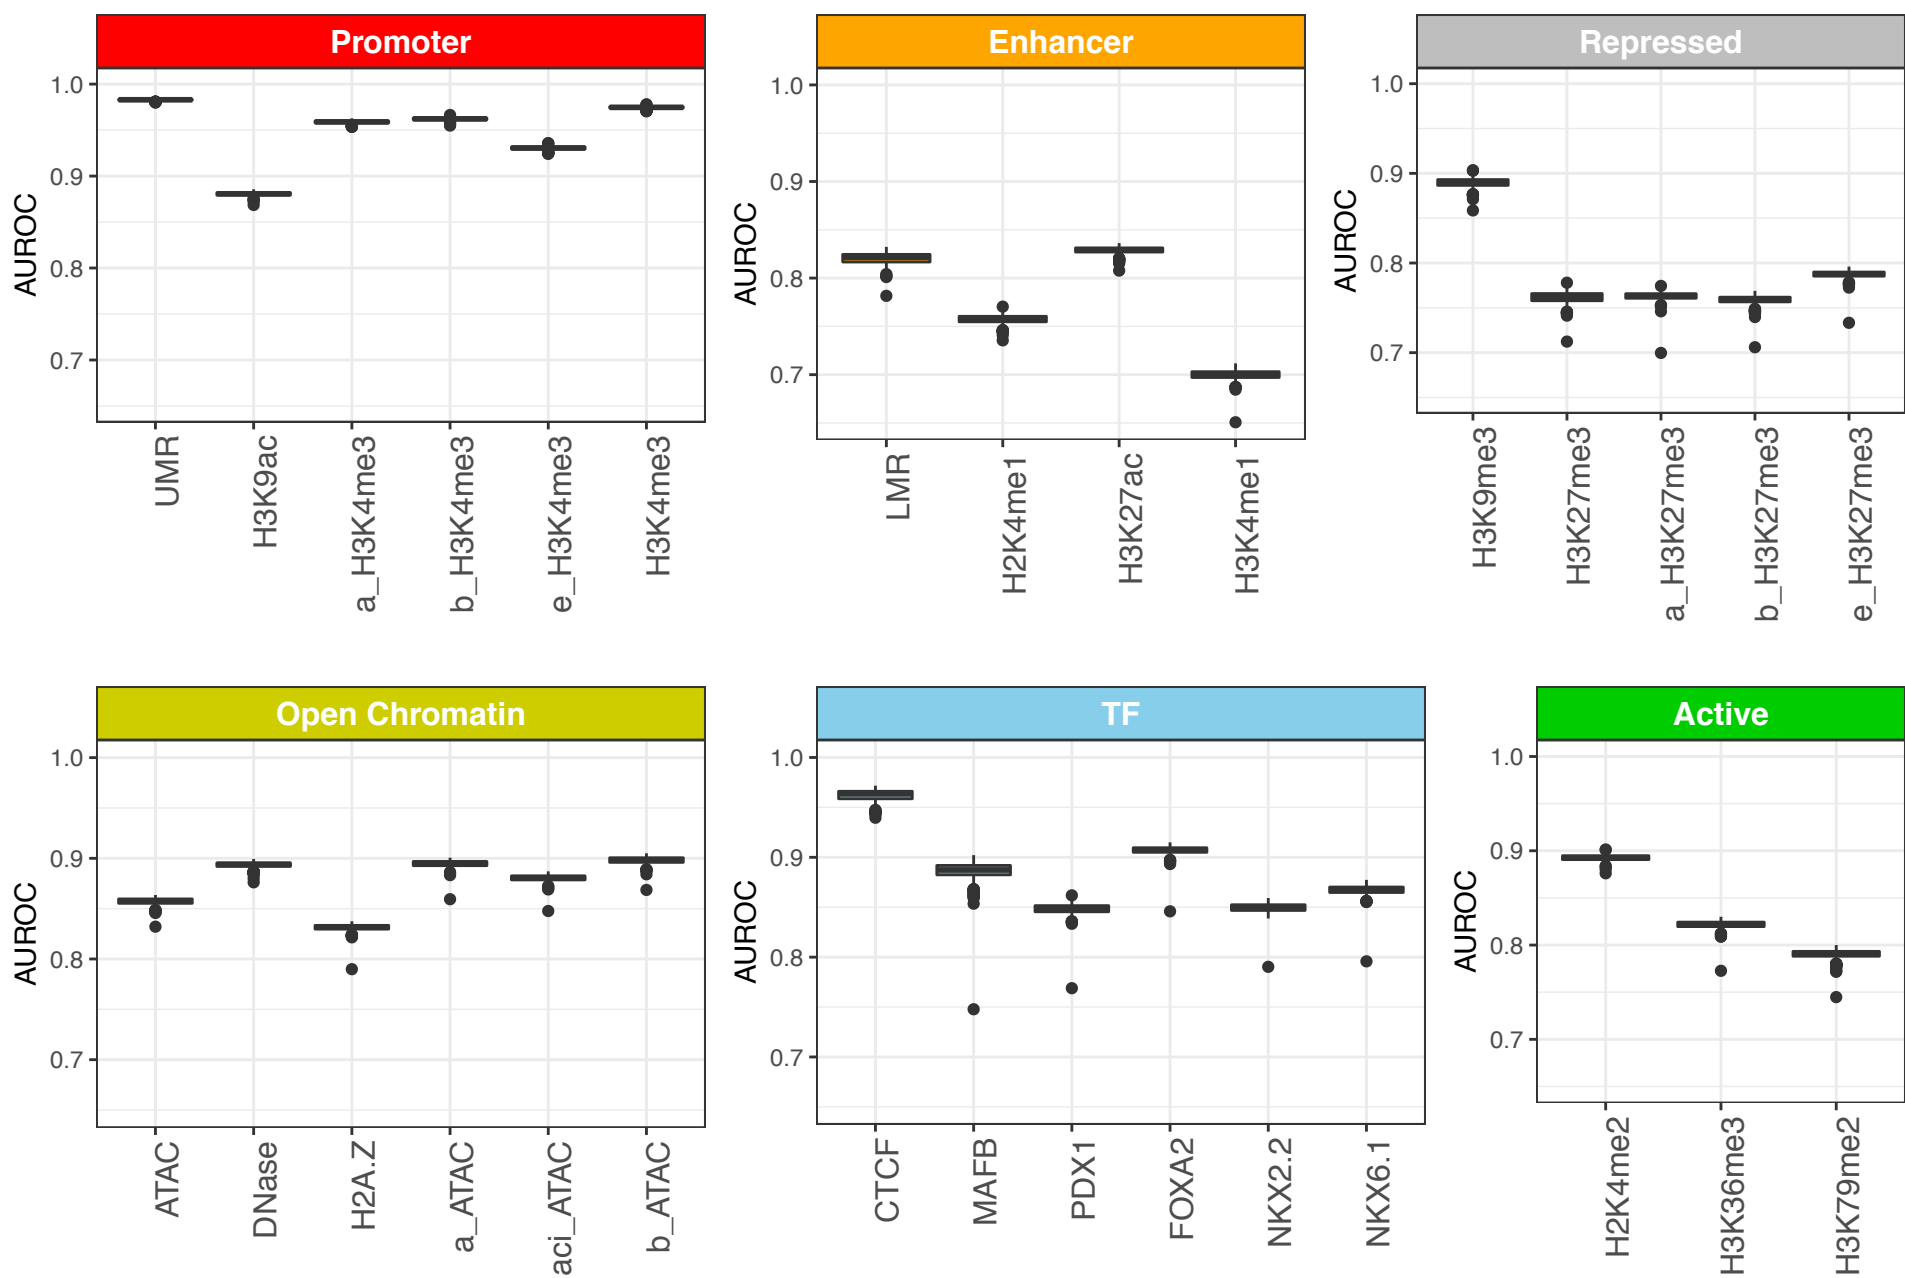 Promoter
1.0
0.9
0.8
0.7
AUROC
UMR
H3K9ac
a_H3K4me3
b_H3K4me3
e_H3K4me3
H3K4me3
Enhancer
1.0
0.9
0.8
0.7
AUROC
LMR
H2K4me1
H3K27ac
H3K4me1
Repressed
1.0
0.9
0.8
0.7
AUROC
H3K9me3
H3K27me3
a_H3K27me3
b_H3K27me3
e_H3K27me3
Open Chromatin
1.0
0.9
0.8
0.7
AUROC
ATAC
DNase
H2A.Z
a_ATAC
aci_ATAC
b_ATAC
TF
1.0
0.9
0.8
0.7
AUROC
CTCF
MAFB
PDX1
FOXA2
NKX2.2
NKX6.1
Active
1.0
0.9
0.8
0.7
AUROC
H2K4me2
H3K36me3
H3K79me2